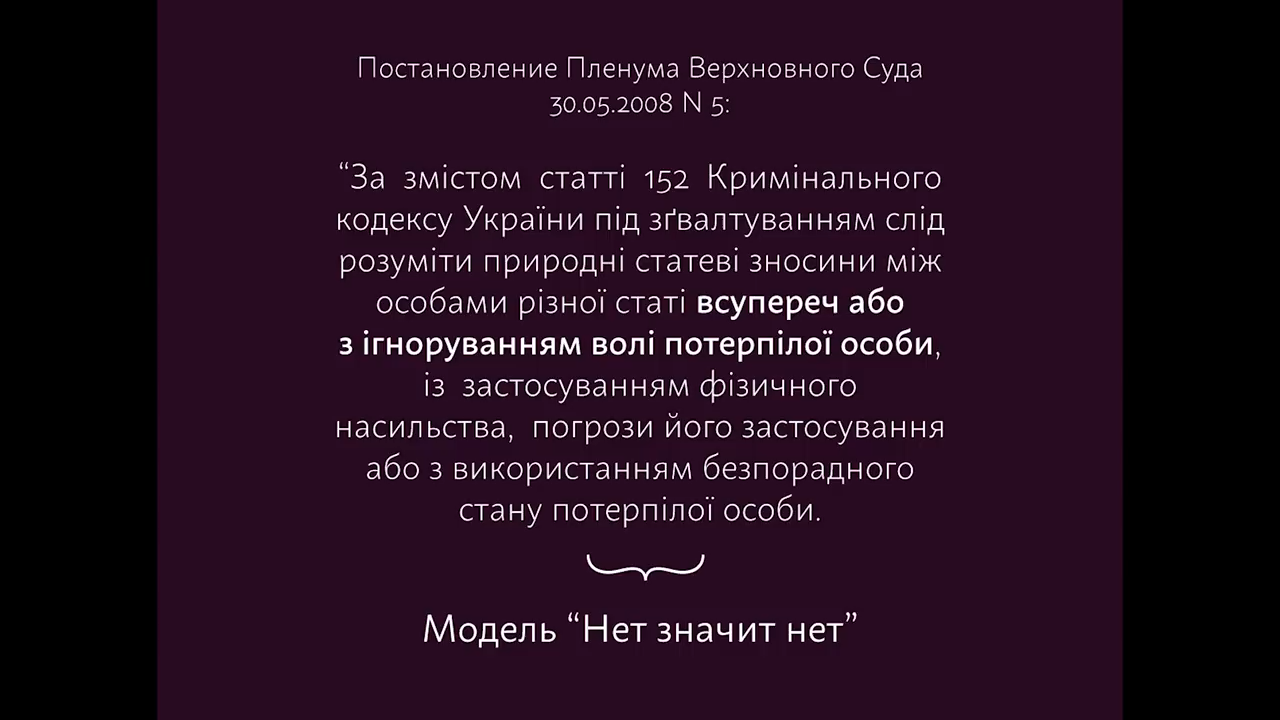 Постановление Пленума Верхновного Суда
30.05.2008 N 5:
“За змістом статті 152 Кримінального
кодексу України під зґвалтуванням слід
розуміти природні статеві зносини між
особами різної статі всупереч або
з ігноруванням волі потерпілої особи,
із застосуванням фізичного
насильства, погрози його застосування
або з використанням безпорадного
стану потерпілої особи.
Модель “Нет значит нет”